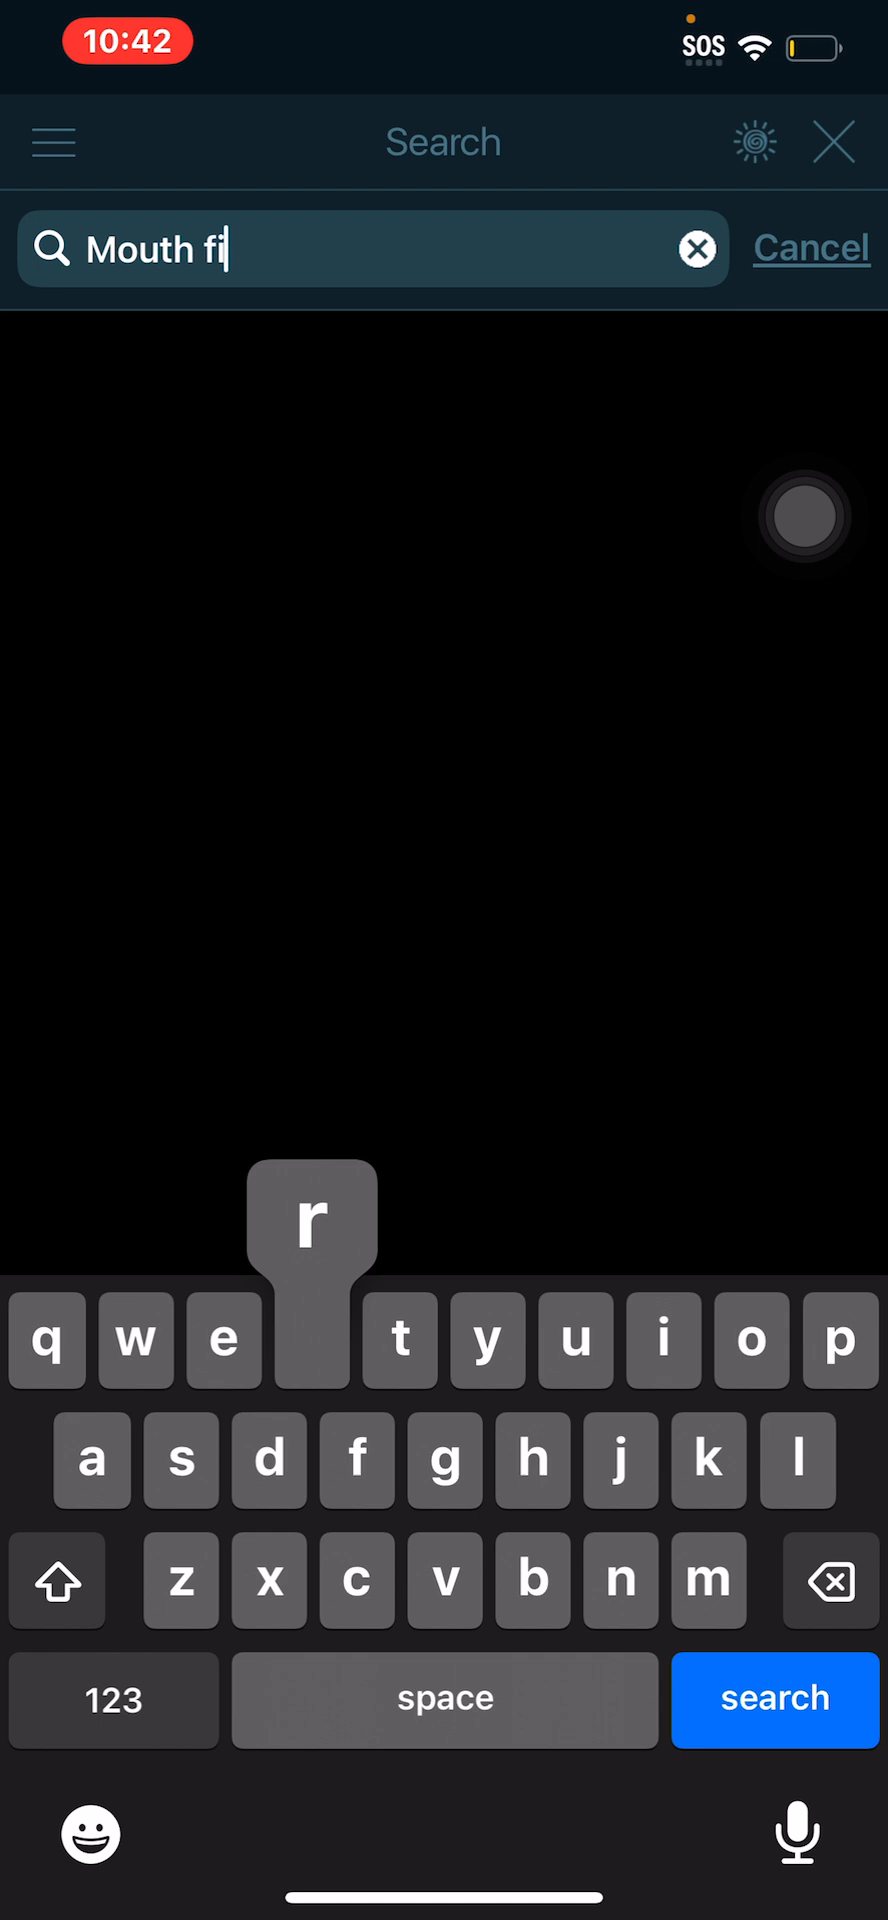 10:42
SOS
Search
Mouth fi
Cancel
r
q w e t y u i o p
a s d f g h j k l
z x c v b n m
123 space search